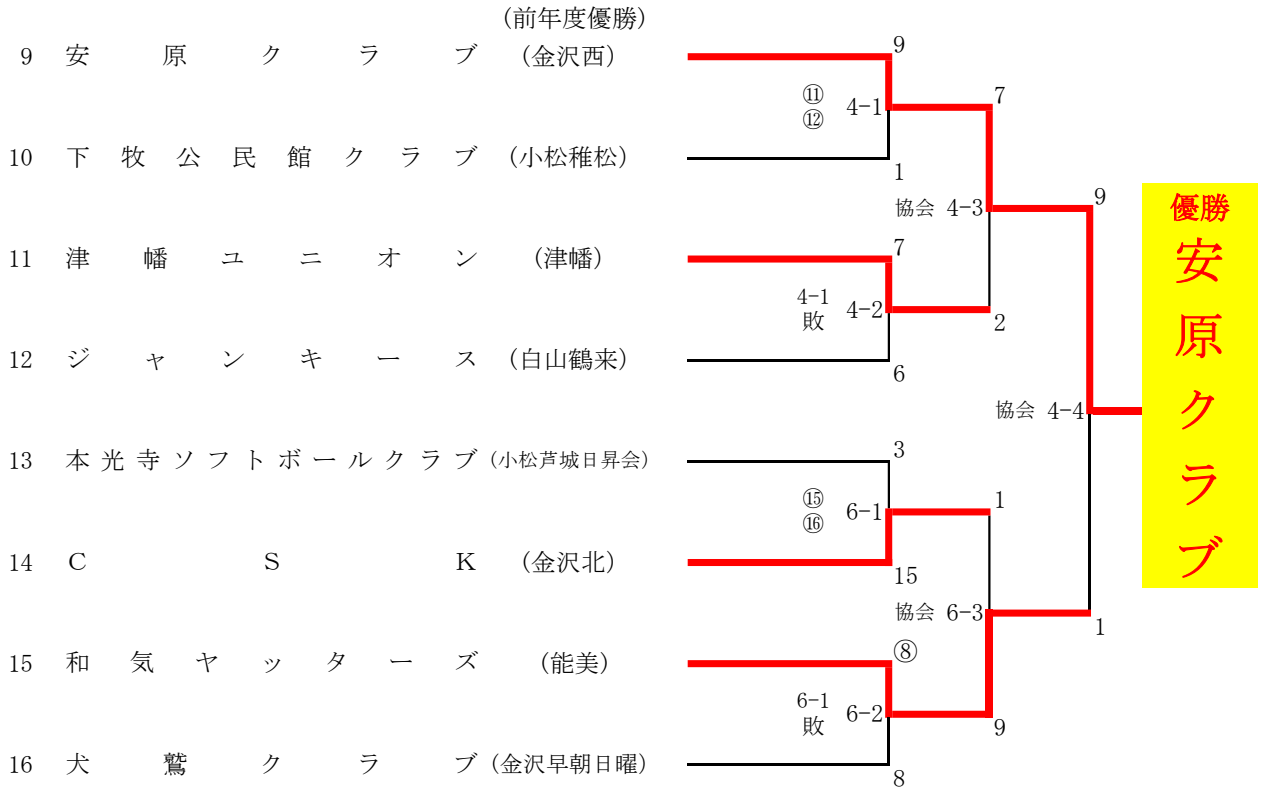 (前年度優勝)
9 安原クラブ (金沢西) 9
⑪ 4-1 7
⑫
10 下牧公民館クラブ (小松稚松) 1
協会 4-3 9
11 津幡ユニオン (津幡) 7
4-1 4-2 2
敗
12 ジャンキース (白山鶴来) 6
協会 4-4
13 本光寺ソフトボールクラブ (小松芦城日昇会) 3
⑮ 6-1 1
⑯
14 CSK (金沢北) 15
協会 6-3 1
15 和気ヤッターズ (能美) ⑧
6-1 6-2 9
敗
16 犬鷲クラブ (金沢早朝日曜) 8
優勝
安原クラブ